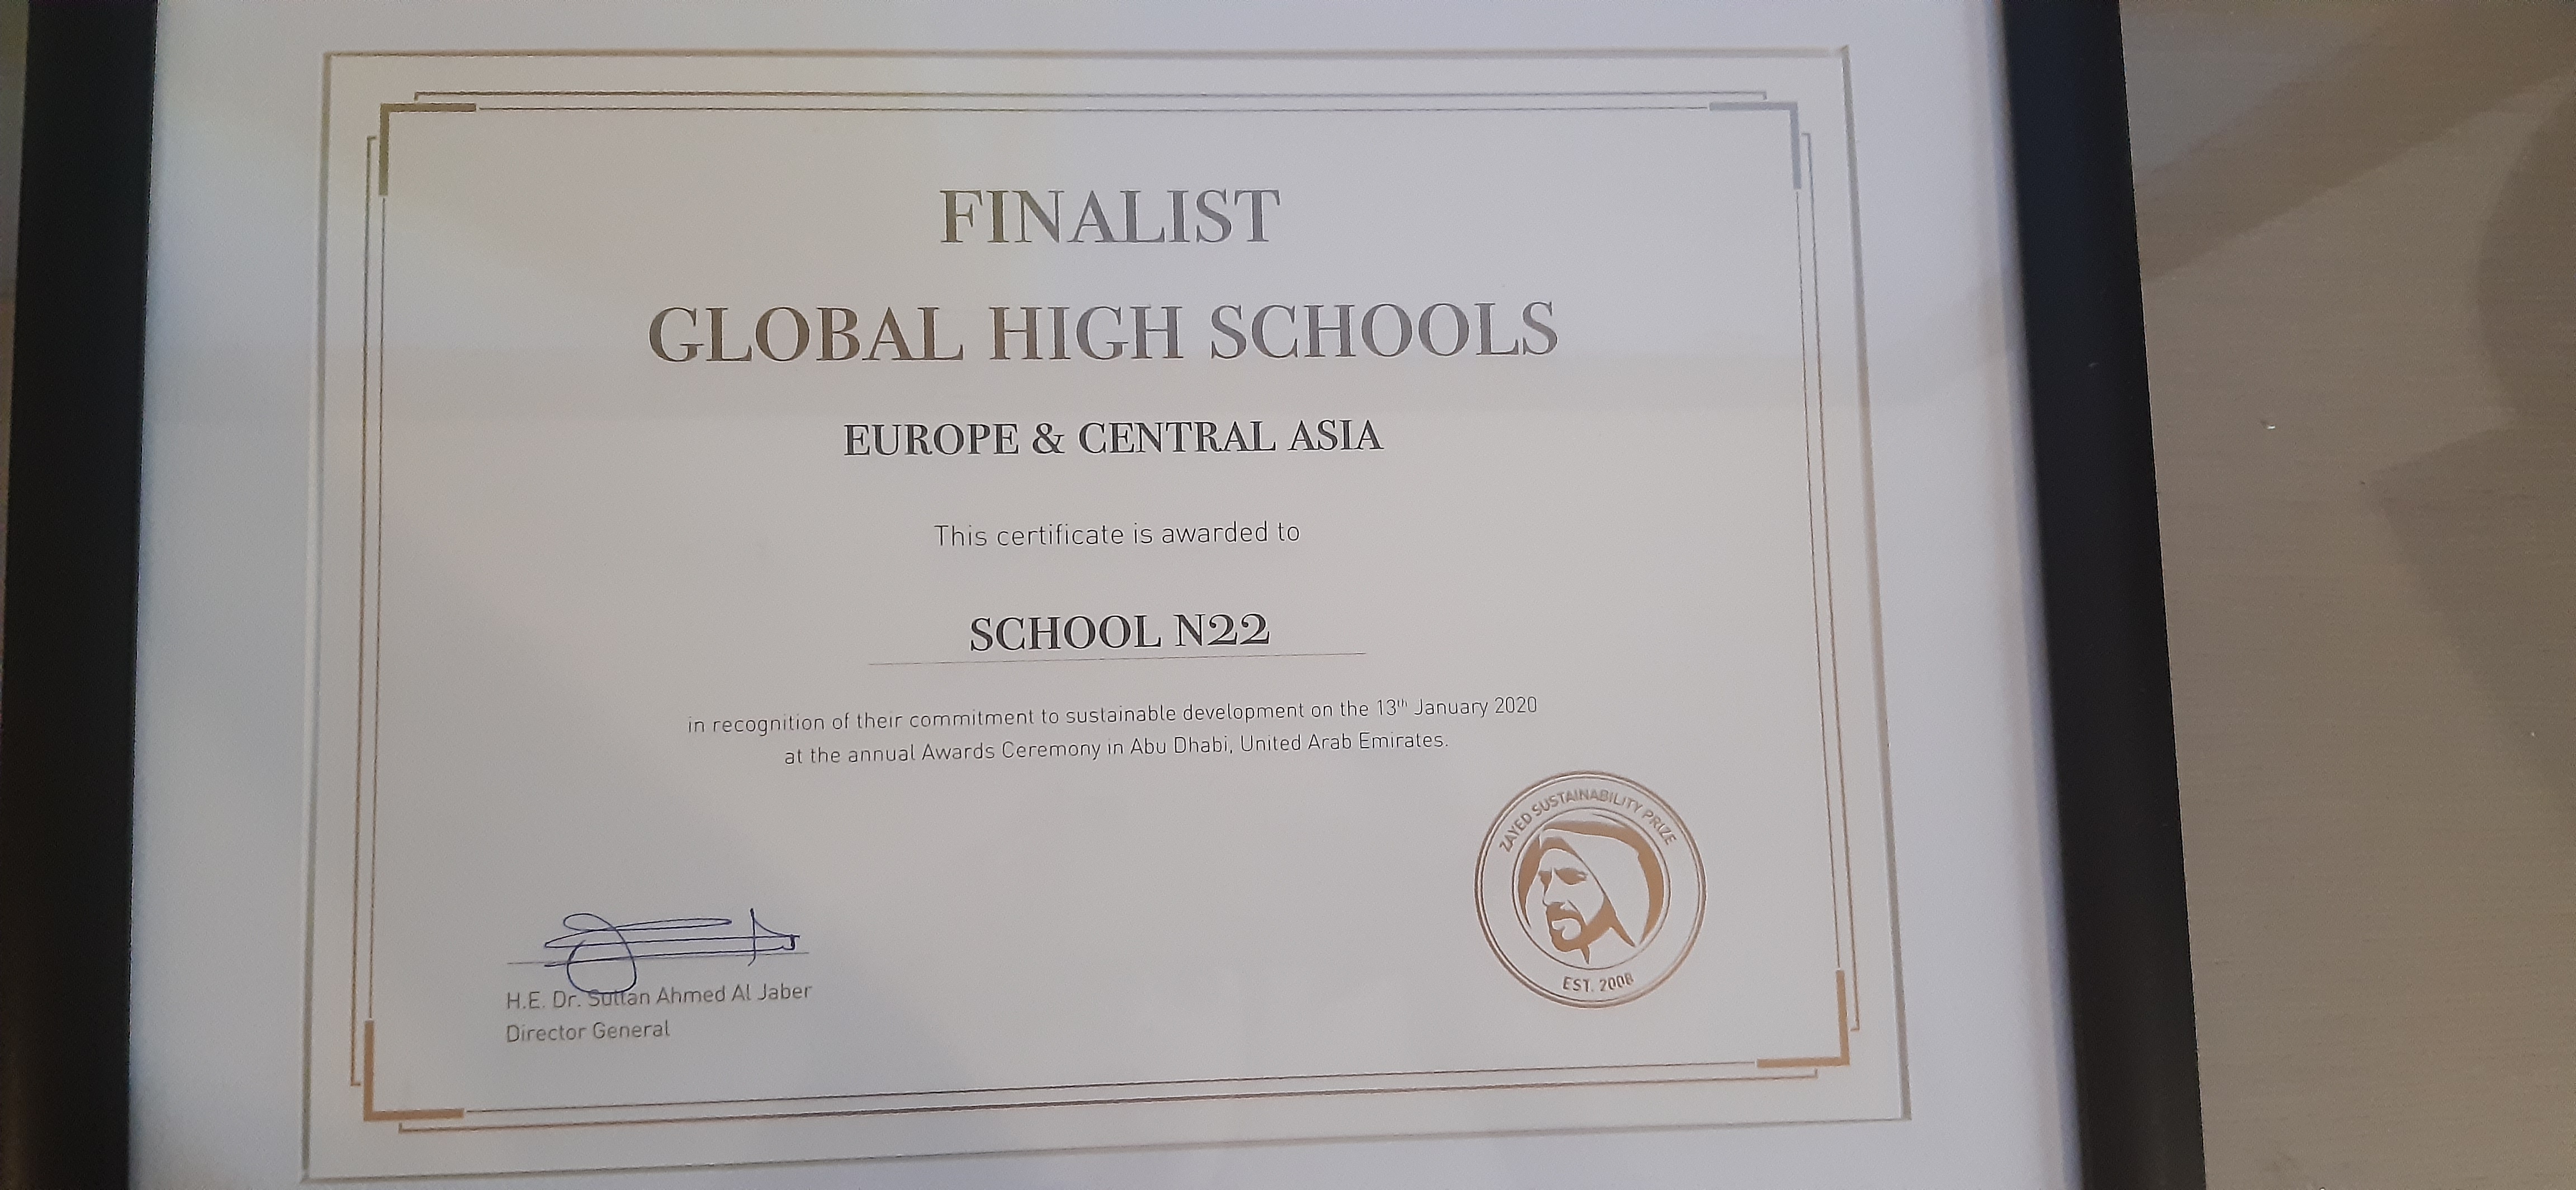 FINALIST
GLOBAL HIGH SCHOOLS
EUROPE & CENTRAL ASIA
This certificate is awarded to
SCHOOL N22
in recognition of their commitment to sustainable development on the 13th January 2020
at the annual Awards Ceremony in Abu Dhabi, United Arab Emirates.
ZAYED SUSTAINABILITY PRIZE
EST. 2008
H.E. Dr. Sultan Ahmed Al Jaber
Director General